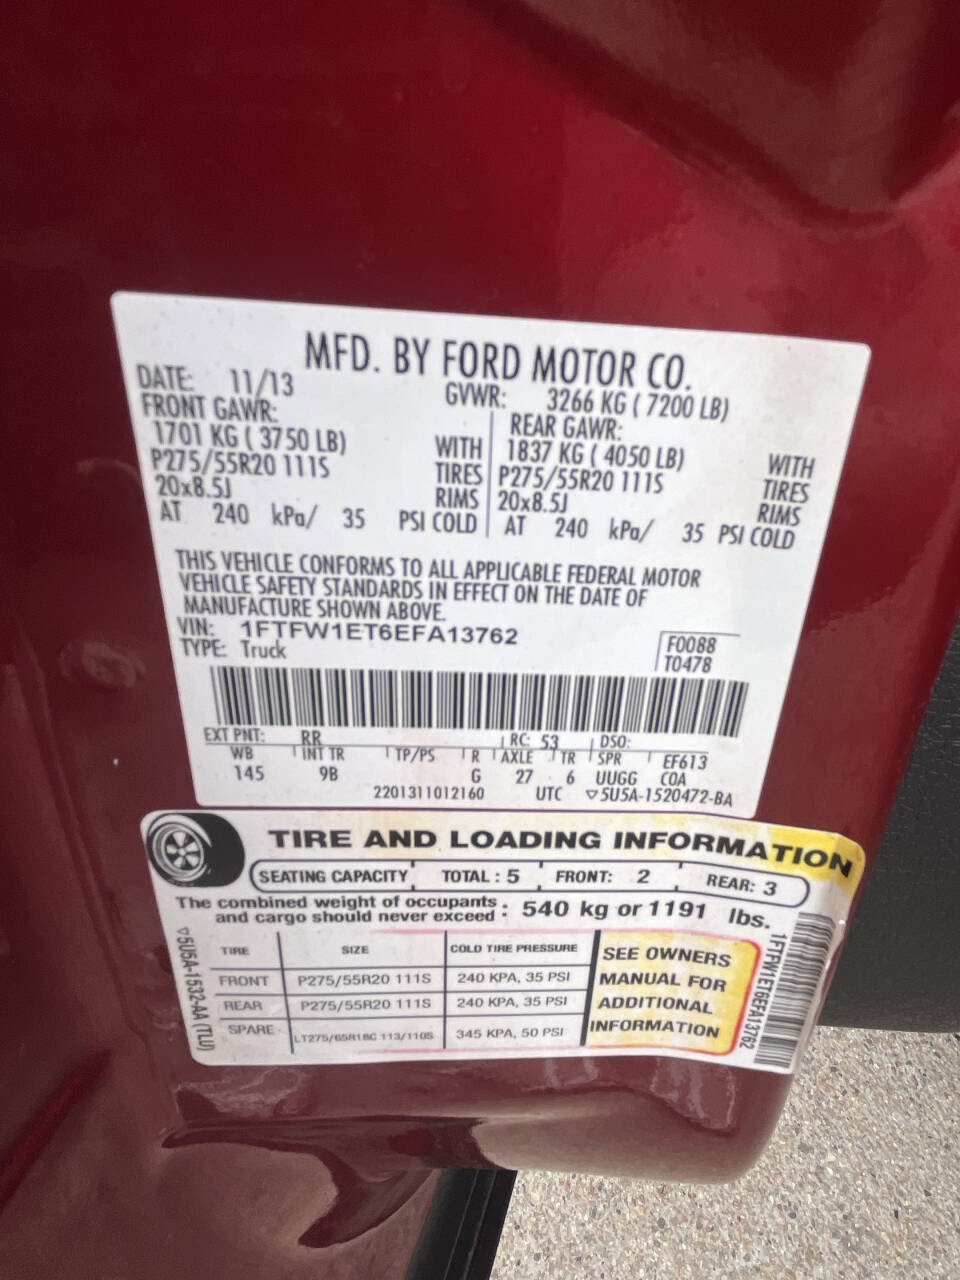 MFD. BY FORD MOTOR CO.
DATE: 11/13 GVWR: 3266 KG ( 7200 LB)
FRONT GAWR: REAR GAWR:
1701 KG ( 3750 LB) WITH 1837 KG ( 4050 LB) WITH
P275/55R20 111S TIRES P275/55R20 111S TIRES
20x8.5J RIMS 20x8.5J RIMS
AT 240 kPa/ 35 PSI COLD AT 240 kPa/ 35 PSI COLD
THIS VEHICLE CONFORMS TO ALL APPLICABLE FEDERAL MOTOR
VEHICLE SAFETY STANDARDS IN EFFECT ON THE DATE OF
MANUFACTURE SHOWN ABOVE.
VIN: 1FTFW1ET6EFA13762
TYPE: Truck
F0088
T0478
EXT PNT: RR RC: 53 DSO:
WB INT TR TP/PS R AXLE TR SPR EF613
145 9B G 27 6 UUGG COA
2201311012160 UTC ▽5U5A-1520472-BA
TIRE AND LOADING INFORMATION
SEATING CAPACITY TOTAL : 5 FRONT: 2 REAR: 3
The combined weight of occupants and cargo should never exceed : 540 kg or 1191 lbs.
TIRE SIZE COLD TIRE PRESSURE
FRONT P275/55R20 111S 240 KPA, 35 PSI
REAR P275/55R20 111S 240 KPA, 35 PSI
SPARE LT275/65R18C 113/110S 345 KPA, 50 PSI
SEE OWNERS
MANUAL FOR
ADDITIONAL
INFORMATION
▽5U5A-1532-AA (TLU)
1FTFW1ET6EFA13762